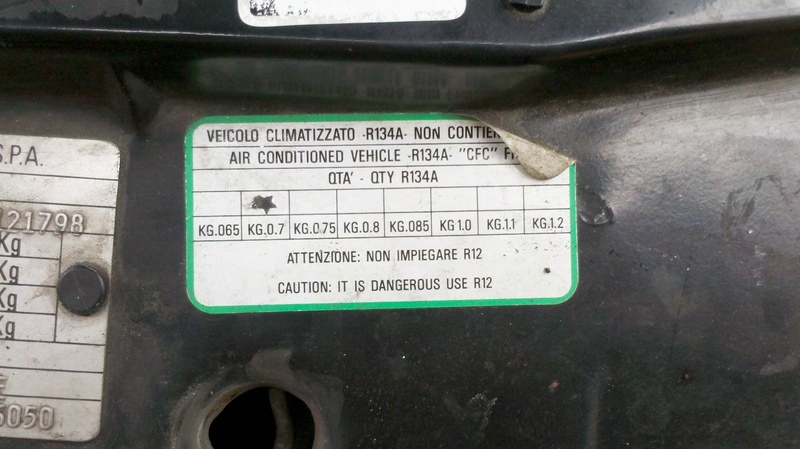 S.P.A.
121798
Kg
Kg
Kg
Kg
5050
VEICOLO CLIMATIZZATO -R134A- NON
AIR CONDITIONED VEHICLE -R134A- "CFC"
QTA' - QTY R134A
KG.065 KG.0.7 KG.0.75 KG.0.8 KG.085 KG 1.0 KG.1.1 KG.1.2
ATTENZIONE: NON IMPIEGARE R12
CAUTION: IT IS DANGEROUS USE R12